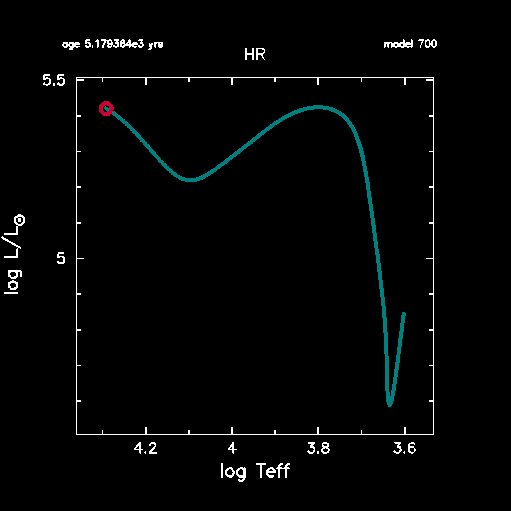 age 5.179364e3 yrs
model 700
HR
5.5
5
log L/L⊙
4.2
4
3.8
3.6
log Teff